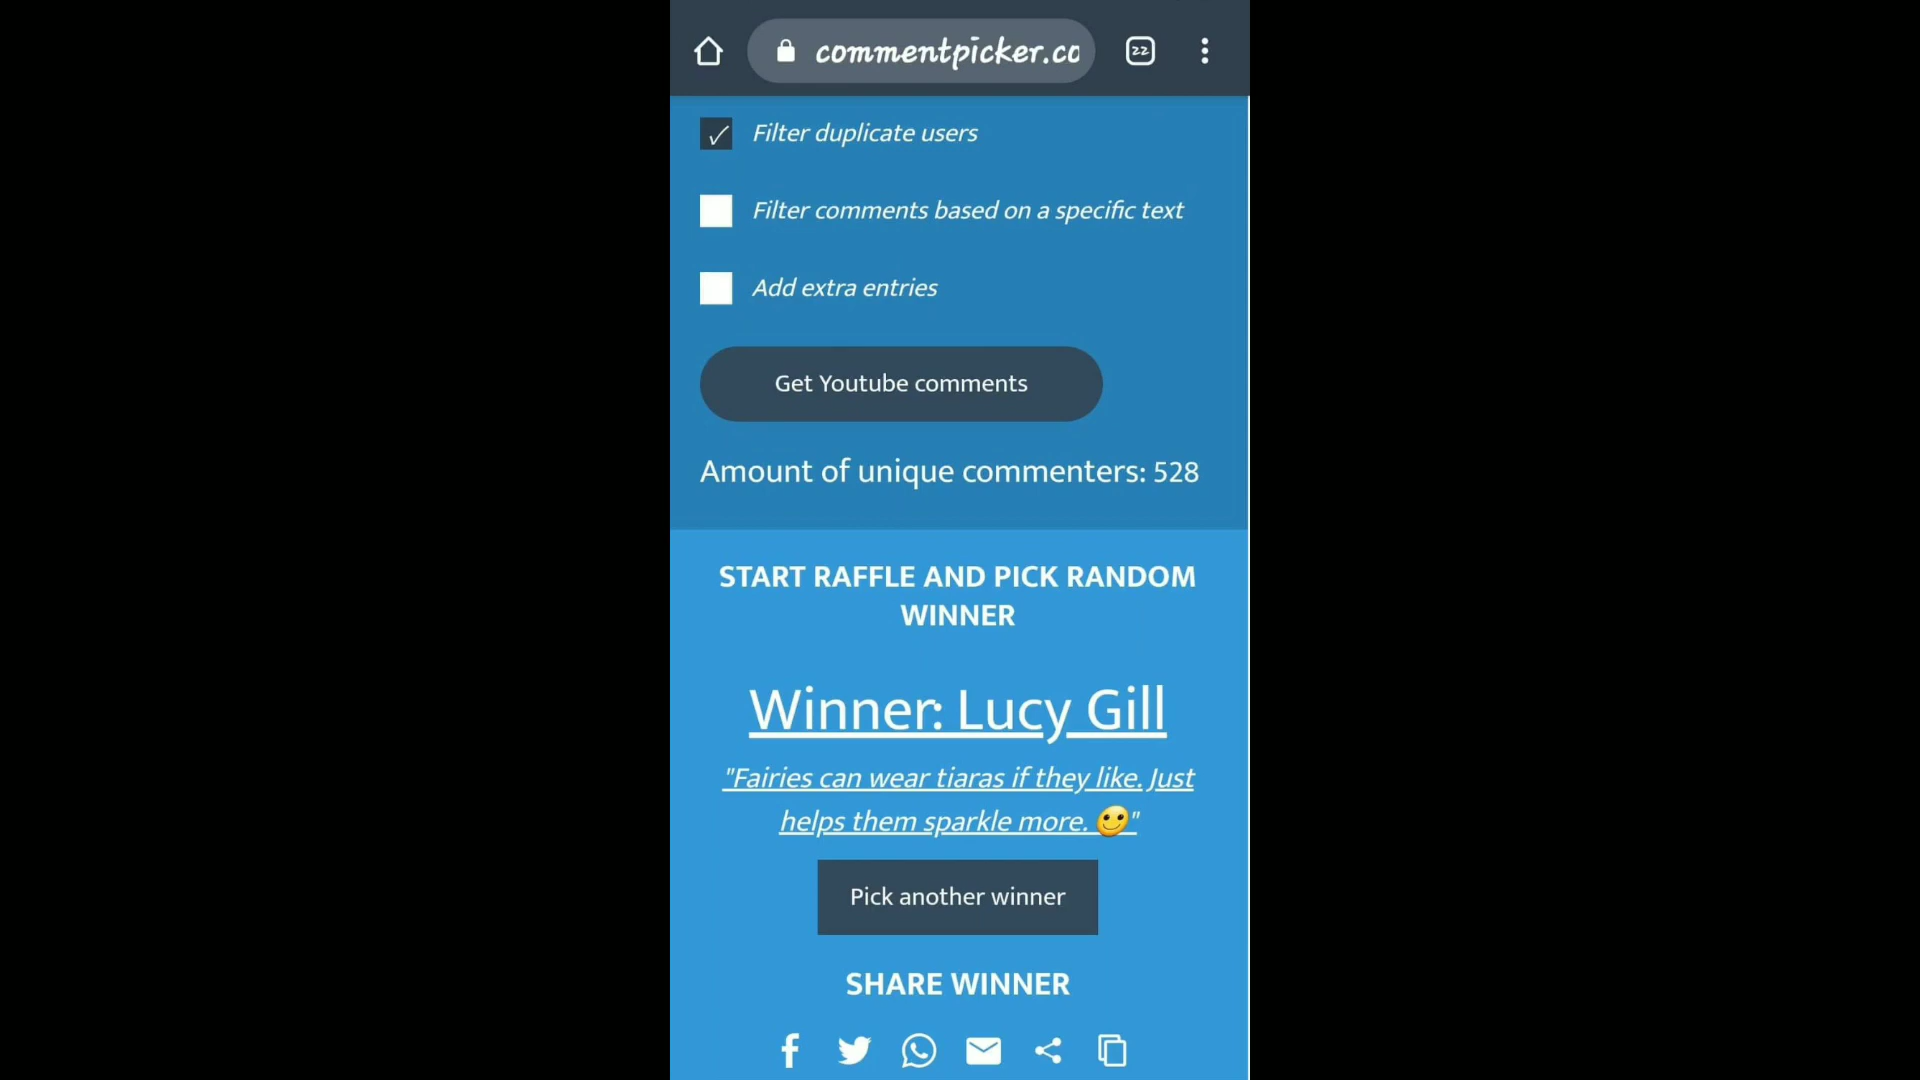 commentpicker.co
22
Filter duplicate users
Filter comments based on a specific text
Add extra entries
Get Youtube comments
Amount of unique commenters: 528
START RAFFLE AND PICK RANDOM
WINNER
Winner: Lucy Gill
"Fairies can wear tiaras if they like. Just
helps them sparkle more. 🙂"
Pick another winner
SHARE WINNER